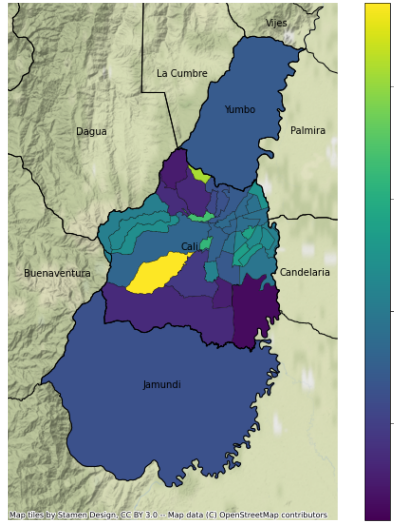 Vijes
La Cumbre
Yumbo
Dagua
Palmira
Cali
Buenaventura
Candelaria
Jamundi
Map tiles by Stamen Design, CC BY 3.0 -- Map data (C) OpenStreetMap contributors